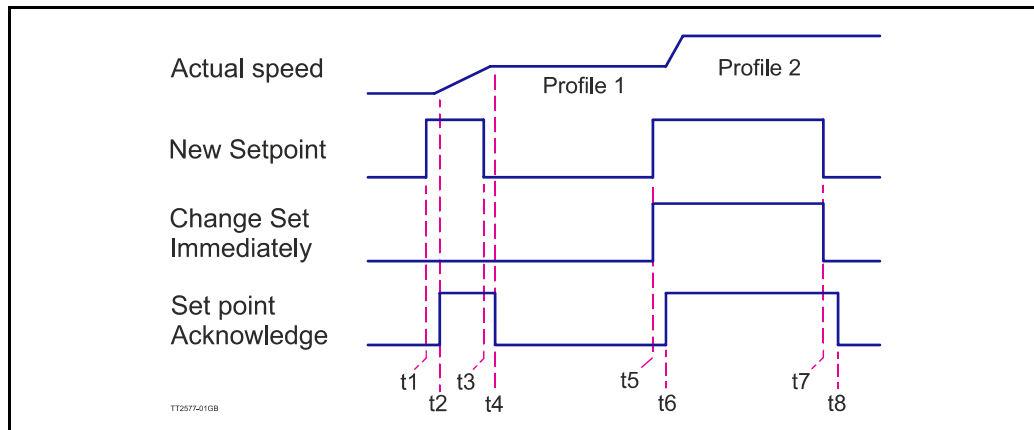 Actual speed
Profile 1
Profile 2
New Setpoint
Change Set
Immediately
Set point
Acknowledge
t1
t2
t3
t4
t5
t6
t7
t8
TT2577-01GB